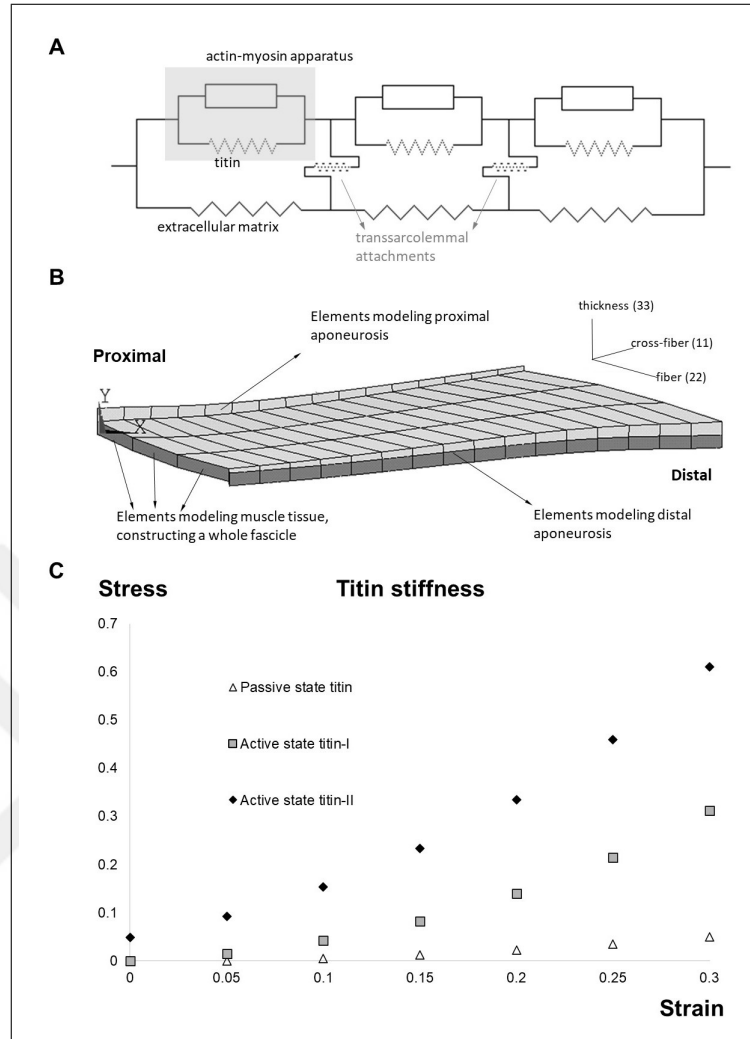 A
actin-myosin apparatus
titin
extracellular matrix
transsarcolemmal
attachments
B
Elements modeling proximal
aponeurosis
thickness (33)
cross-fiber (11)
fiber (22)
Proximal
Y
X
Distal
Elements modeling muscle tissue,
constructing a whole fascicle
Elements modeling distal
aponeurosis
C
Stress
Titin stiffness
0.7
0.6
Passive state titin
0.5
Active state titin-I
0.4
Active state titin-II
0.3
0.2
0.1
0
0 0.05 0.1 0.15 0.2 0.25 0.3
Strain